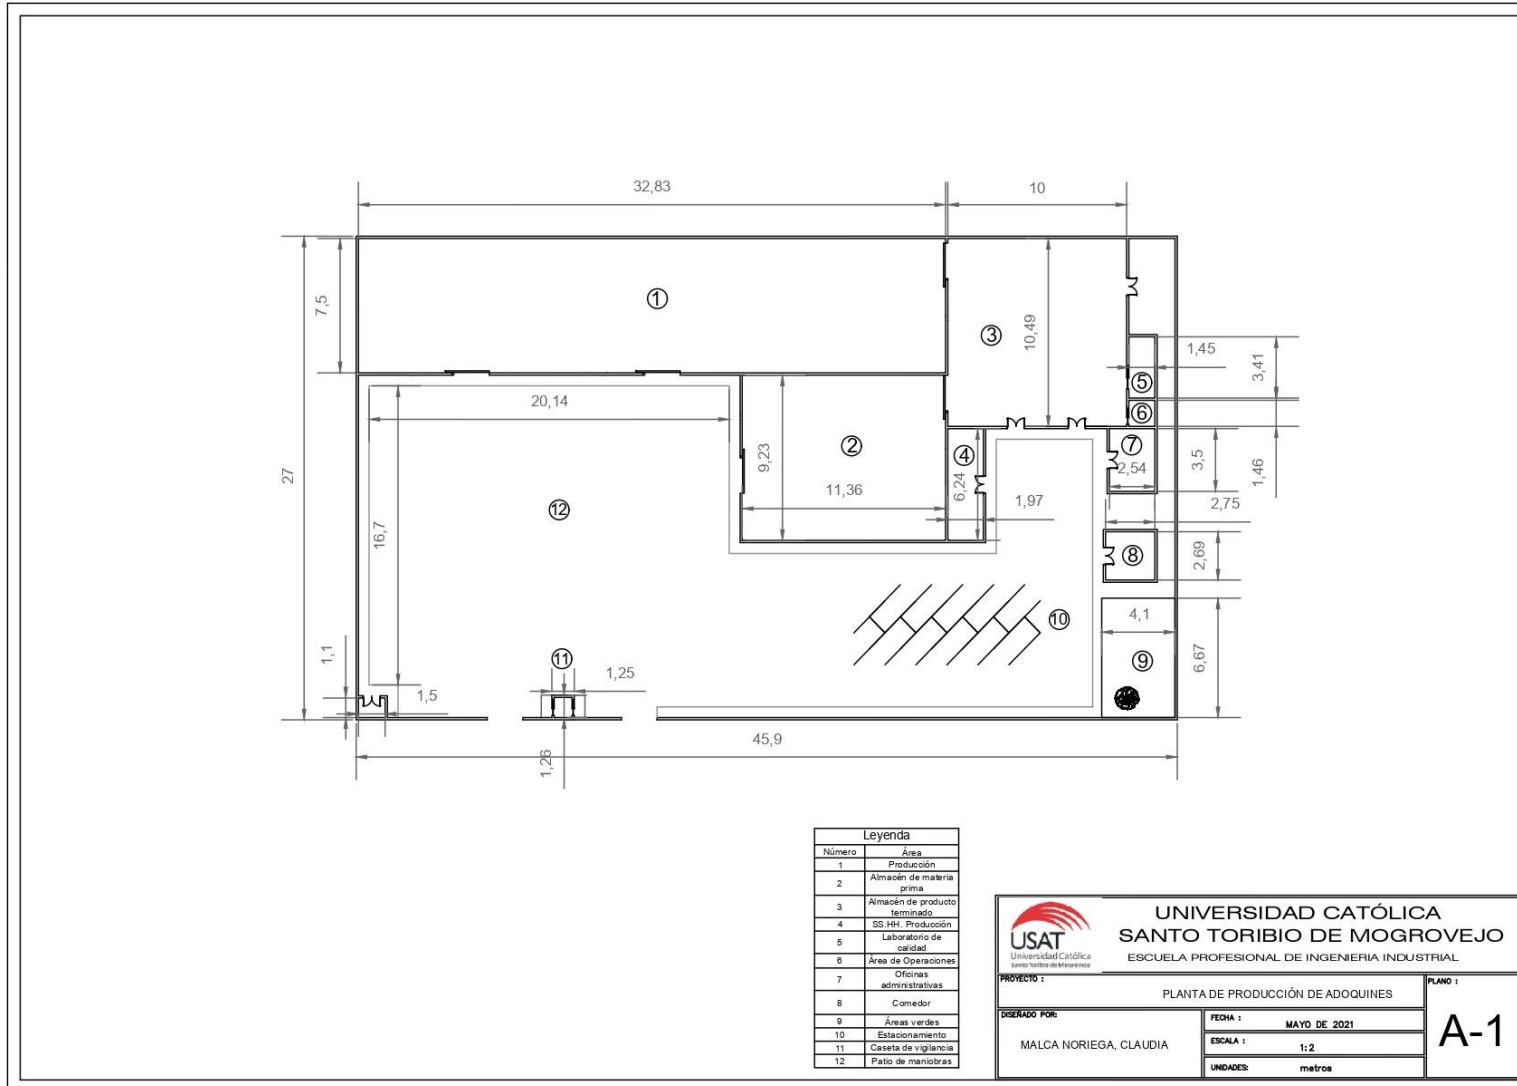 32,83
10
7,5
1
3
10,49
1,45
3,41
5
20,14
6
4
7
2
9,23
2,54
3,5
1,46
27
11,36
6,24
1,97
2,75
12
16,7
8
2,69
10
4,1
9
6,67
1,1
11
1,25
1,5
1,26
45,9
Leyenda
Número Área
1 Producción
2 Almacén de materia
prima
3 Almacén de producto
terminado
4 SS.HH. Producción
5 Laboratorio de
calidad
6 Área de Operaciones
7 Oficinas
administrativas
8 Comedor
9 Áreas verdes
10 Estacionamiento
11 Caseta de vigilancia
12 Patio de maniobras
USAT
Universidad Católica
Santo Toribio de Mogrovejo
UNIVERSIDAD CATÓLICA
SANTO TORIBIO DE MOGROVEJO
ESCUELA PROFESIONAL DE INGENIERIA INDUSTRIAL
PROYECTO :
PLANTA DE PRODUCCIÓN DE ADOQUINES
PLANO :
A-1
DISEÑADO POR:
MALCA NORIEGA, CLAUDIA
FECHA :
MAYO DE 2021
ESCALA :
1:2
UNIDADES:
metros